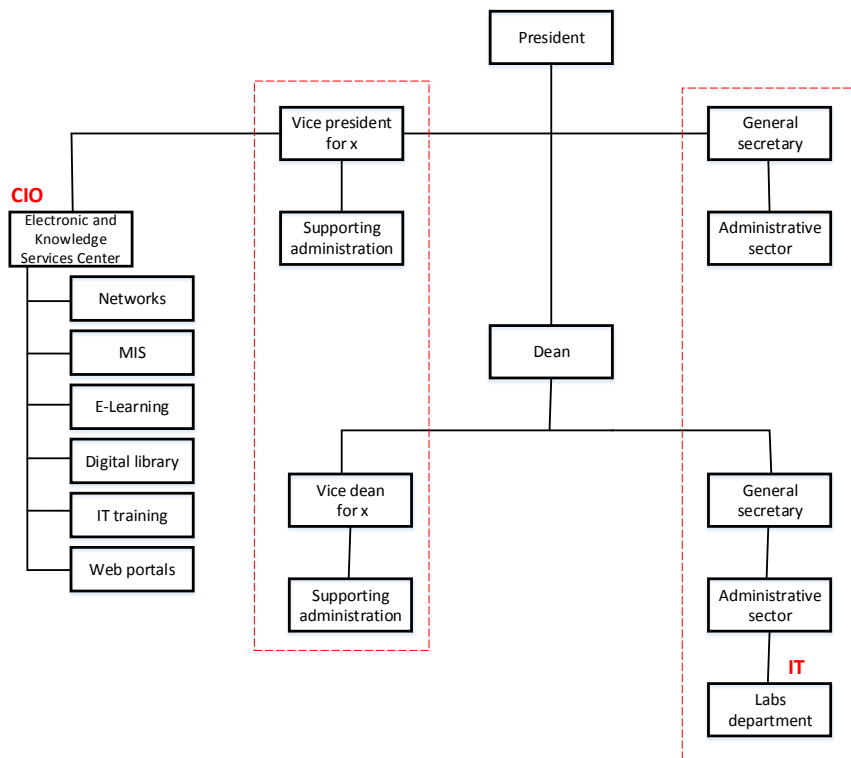 President
Vice president
for x
General
secretary
CIO
Electronic and
Knowledge
Services Center
Supporting
administration
Administrative
sector
Networks
MIS
Dean
E-Learning
Digital library
Vice dean
for x
General
secretary
IT training
Web portals
Supporting
administration
Administrative
sector
IT
Labs
department